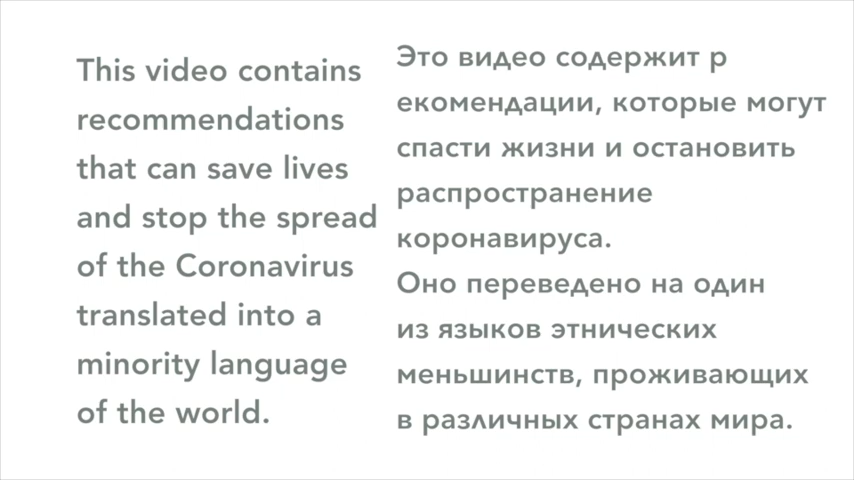 This video contains
recommendations
that can save lives
and stop the spread
of the Coronavirus
translated into a
minority language
of the world.
Это видео содержит р
екомендации, которые могут
спасти жизни и остановить
распространение
коронавируса.
Оно переведено на один
из языков этнических
меньшинств, проживающих
в различных странах мира.